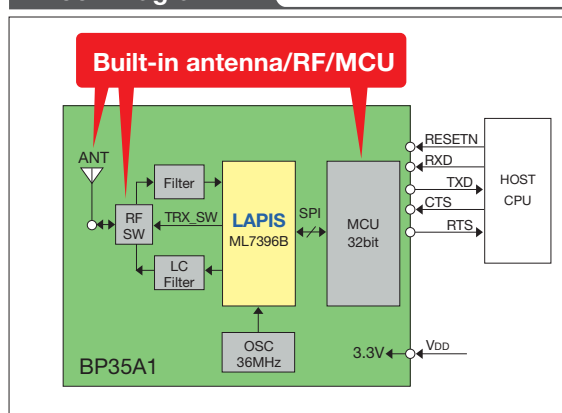 Built-in antenna/RF/MCU
ANT
Filter
RF
SW
TRX_SW
LC
Filter
LAPIS
ML7396B
SPI
MCU
32bit
OSC
36MHz
BP35A1
RESETN
RXD
TXD
CTS
RTS
HOST
CPU
3.3V
VDD